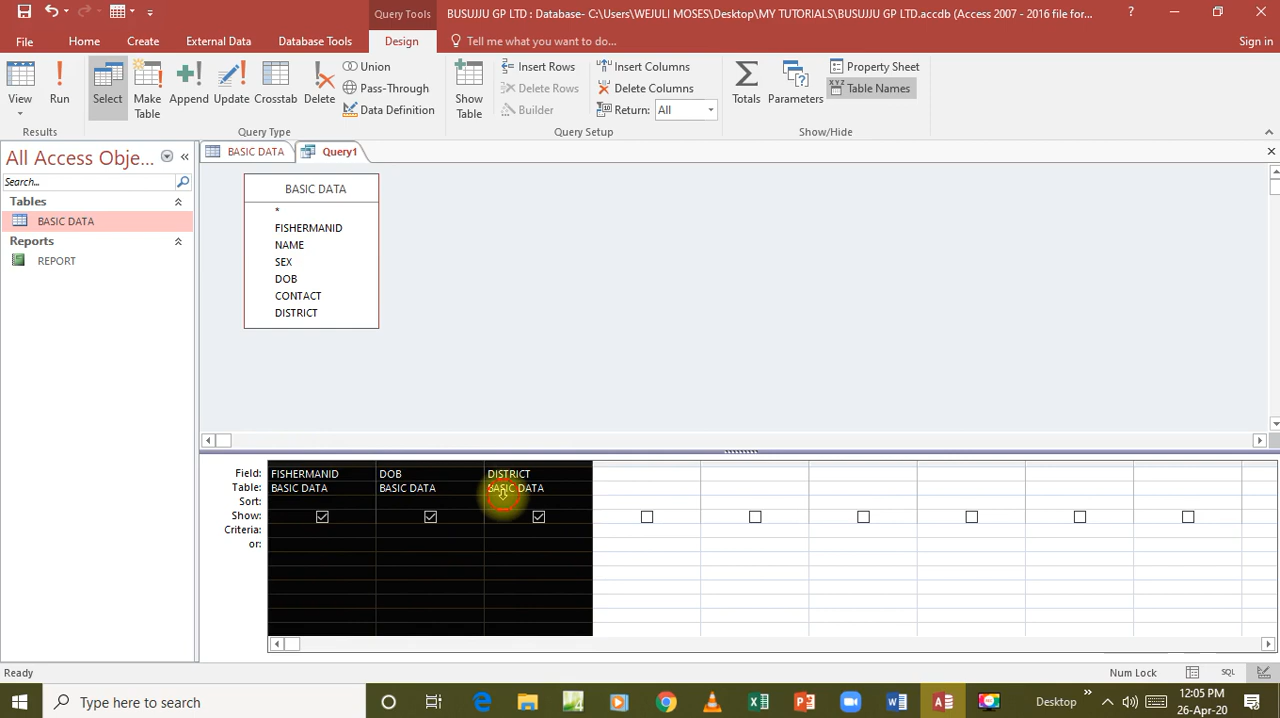 Query Tools
BUSUJJU GP LTD : Database- C:\Users\WEJULI MOSES\Desktop\MY TUTORIALS\BUSUJJU GP LTD.accdb (Access 2007 - 2016 file for...
File Home Create External Data Database Tools Design Tell me what you want to do... Sign in
View
Run
Select
Make Table
Append
Update
Crosstab
Delete
Union
Pass-Through
Data Definition
Show Table
Insert Rows
Delete Rows
Builder
Insert Columns
Delete Columns
Return: All
Totals
Parameters
Property Sheet
XYZ Table Names
Results
Query Type
Query Setup
Show/Hide
All Access Obje...
Search...
Tables
BASIC DATA
Reports
REPORT
BASIC DATA Query1
BASIC DATA
*
FISHERMANID
NAME
SEX
DOB
CONTACT
DISTRICT
Field: FISHERMANID DOB DISTRICT
Table: BASIC DATA BASIC DATA BASIC DATA
Sort:
Show:
Criteria:
or:
Ready
Num Lock
SQL
Type here to search
Desktop
12:05 PM
26-Apr-20